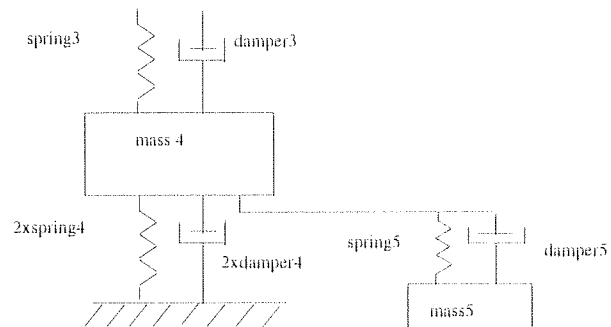 spring3
damper3
mass 4
2xspring4
2xdamper4
spring5
damper5
mass5